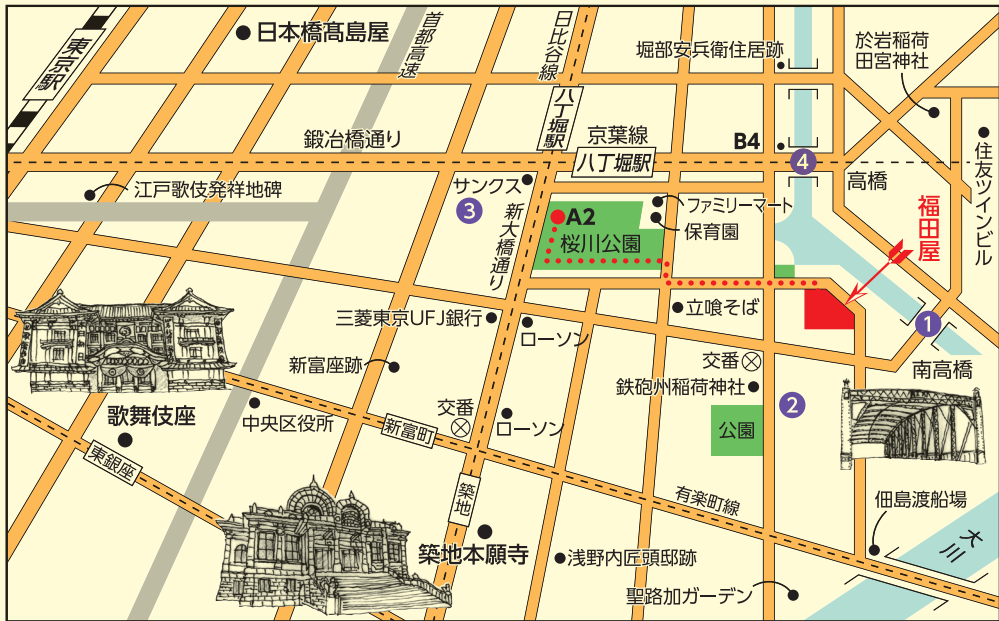 東京駅
日本橋髙島屋
首都高速
日比谷線
八丁堀駅
堀部安兵衛住居跡
於岩稲荷
田宮神社
住友ツインビル
鍛冶橋通り
京葉線
八丁堀駅
B4
4
高橋
江戸歌伎発祥地碑
サンクス
3
新大橋通り
A2
桜川公園
ファミリーマート
保育園
福田屋
三菱東京UFJ銀行
ローソン
立喰そば
1
南高橋
新富座跡
交番
鉄砲州稲荷神社
2
公園
歌舞伎座
中央区役所
新富町
交番
ローソン
東銀座
築地
有楽町線
佃島渡船場
大川
築地本願寺
浅野内匠頭邸跡
聖路加ガーデン